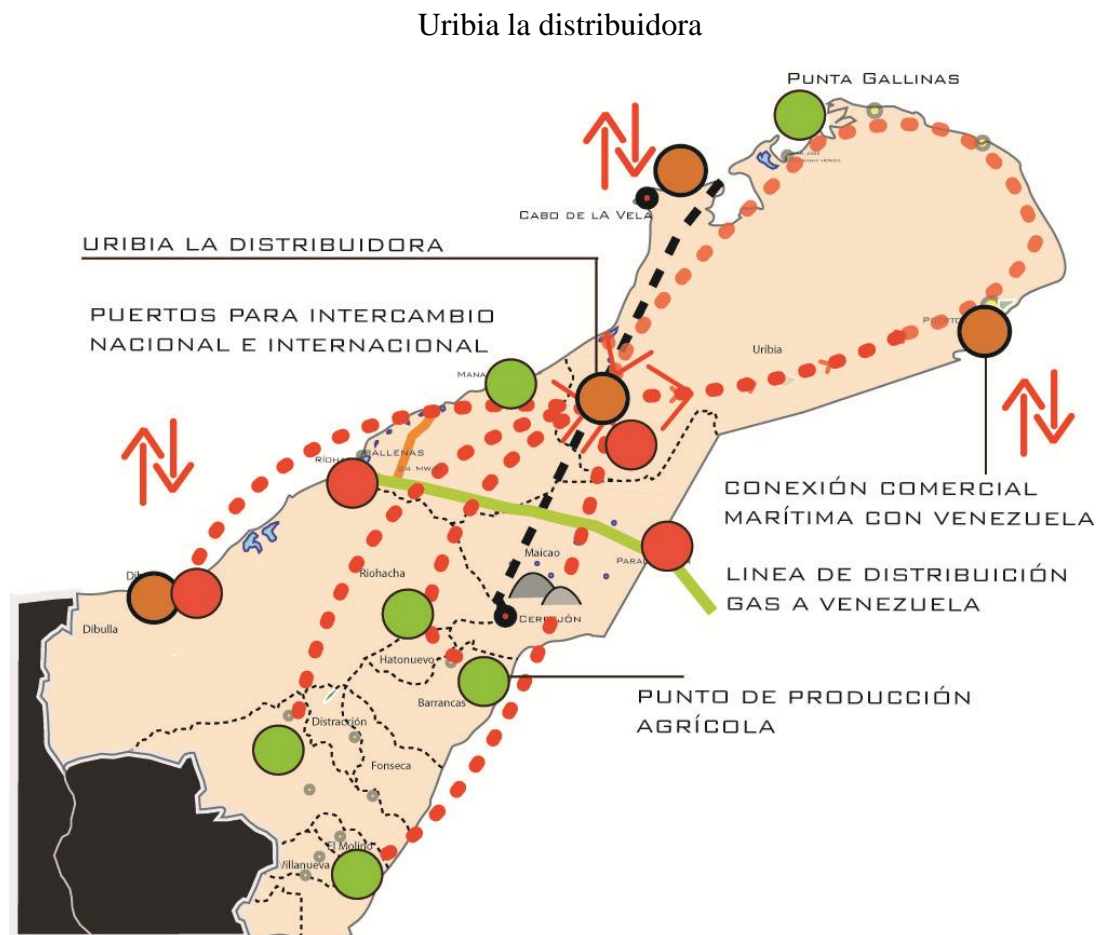 Uribia la distribuidora
PUNTA GALLINAS
CABO DE LA VELA
URIBIA LA DISTRIBUIDORA
PUERTOS PARA INTERCAMBIO
NACIONAL E INTERNACIONAL
Uribia
CONEXIÓN COMERCIAL
MARÍTIMA CON VENEZUELA
Maicao
LINEA DE DISTRIBUICIÓN
GAS A VENEZUELA
Riohacha
Dibulla
Hatonuevo
Barrancas
PUNTO DE PRODUCCIÓN
AGRÍCOLA
Distracción
Fonseca
El Molino
Villanueva